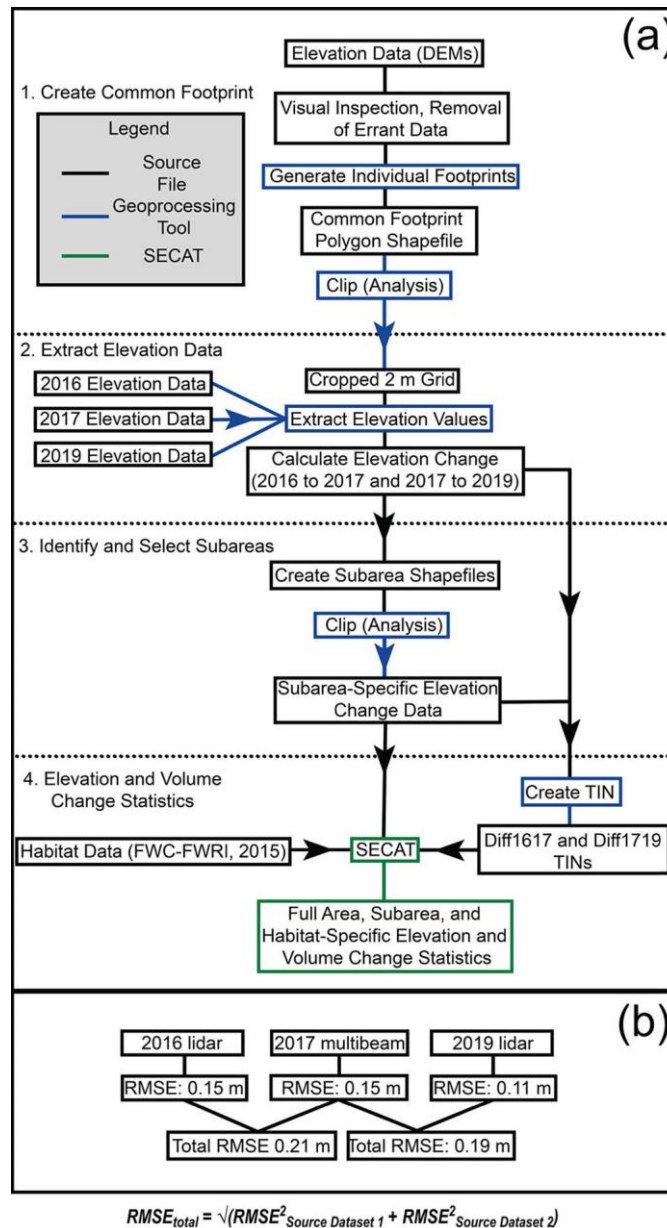 (a)
Elevation Data (DEMs)
1. Create Common Footprint
Legend
Source
File
Geoprocessing
Tool
SECAT
Visual Inspection, Removal
of Errant Data
Generate Individual Footprints
Common Footprint
Polygon Shapefile
Clip (Analysis)
2. Extract Elevation Data
Cropped 2 m Grid
2016 Elevation Data
2017 Elevation Data
2019 Elevation Data
Extract Elevation Values
Calculate Elevation Change
(2016 to 2017 and 2017 to 2019)
3. Identify and Select Subareas
Create Subarea Shapefiles
Clip (Analysis)
Subarea-Specific Elevation
Change Data
4. Elevation and Volume
Change Statistics
Create TIN
Habitat Data (FWC-FWRI, 2015)
SECAT
Diff1617 and Diff1719
TINs
Full Area, Subarea, and
Habitat-Specific Elevation and
Volume Change Statistics
(b)
2016 lidar
2017 multibeam
2019 lidar
RMSE: 0.15 m
RMSE: 0.15 m
RMSE: 0.11 m
Total RMSE 0.21 m
Total RMSE: 0.19 m
RMSEtotal = √(RMSE²Source Dataset 1 + RMSE²Source Dataset 2)